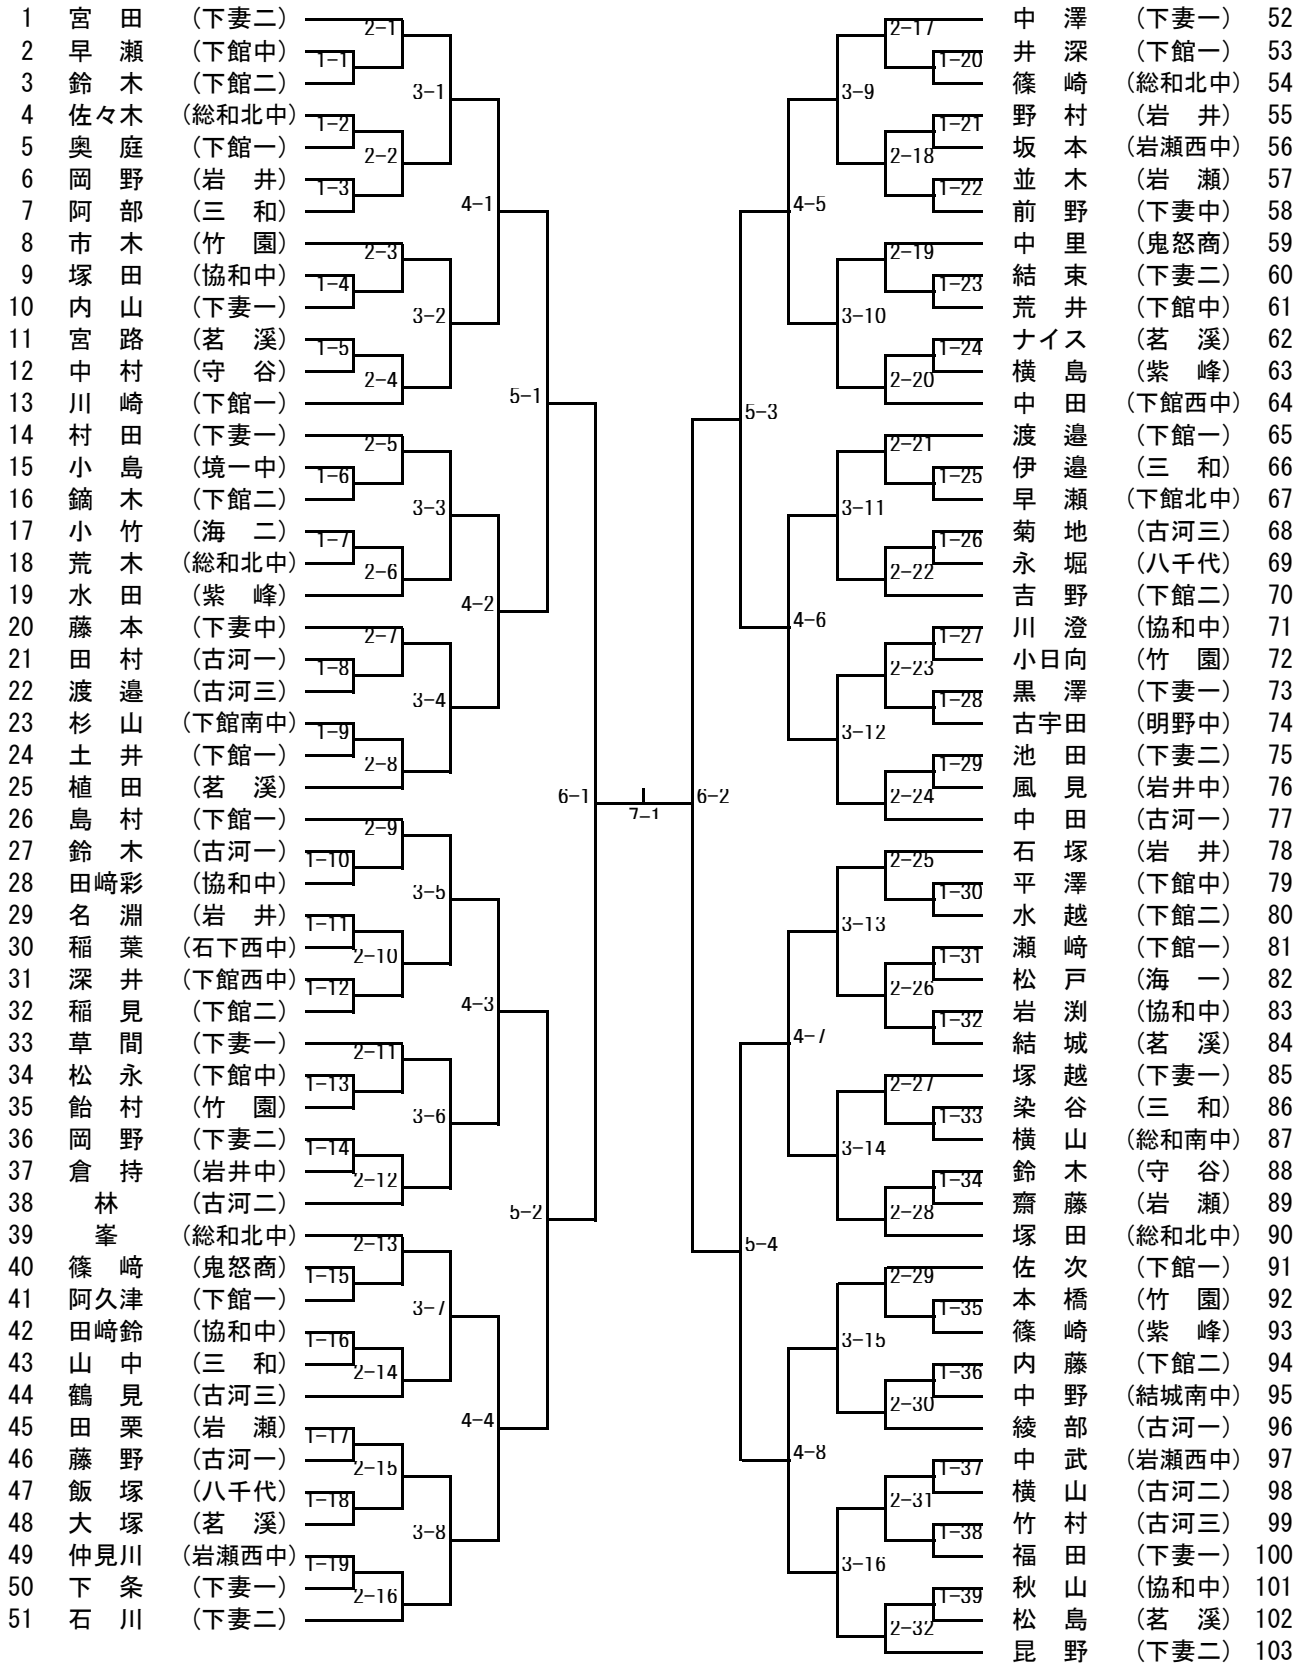 1 宮 田 (下妻二) 2-1
2 早 瀬 (下館中) 1-1
3 鈴 木 (下館二) 3-1
4 佐々木 (総和北中) 1-2
5 奥 庭 (下館一) 2-2
6 岡 野 (岩 井) 1-3
7 阿 部 (三 和) 4-1
8 市 木 (竹 園) 2-3
9 塚 田 (協和中) 1-4
10 内 山 (下妻一) 3-2
11 宮 路 (茗 溪) 1-5
12 中 村 (守 谷) 2-4
13 川 崎 (下館一) 5-1
14 村 田 (下妻一) 2-5
15 小 島 (境一中) 1-6
16 鏑 木 (下館二) 3-3
17 小 竹 (海 二) 1-7
18 荒 木 (総和北中) 2-6
19 水 田 (紫 峰) 4-2
20 藤 本 (下妻中) 2-7
21 田 村 (古河一) 1-8
22 渡 邉 (古河三) 3-4
23 杉 山 (下館南中) 1-9
24 土 井 (下館一) 2-8
25 植 田 (茗 溪) 6-1
26 島 村 (下館一) 2-9
27 鈴 木 (古河一) 1-10
28 田﨑彩 (協和中) 3-5
29 名 淵 (岩 井) 1-11
30 稲 葉 (石下西中) 2-10
31 深 井 (下館西中) 1-12
32 稲 見 (下館二) 4-3
33 草 間 (下妻一) 2-11
34 松 永 (下館中) 1-13
35 飴 村 (竹 園) 3-6
36 岡 野 (下妻二) 1-14
37 倉 持 (岩井中) 2-12
38 林 (古河二) 5-2
39 峯 (総和北中) 2-13
40 篠 﨑 (鬼怒商) 1-15
41 阿久津 (下館一) 3-7
42 田﨑鈴 (協和中) 1-16
43 山 中 (三 和) 2-14
44 鶴 見 (古河三)
45 田 栗 (岩 瀬) 1-17 4-4
46 藤 野 (古河一) 2-15
47 飯 塚 (八千代) 1-18
48 大 塚 (茗 溪) 3-8
49 仲見川 (岩瀬西中) 1-19
50 下 条 (下妻一) 2-16
51 石 川 (下妻二)
7-1
2-17 中 澤 (下妻一) 52
1-20 井 深 (下館一) 53
3-9 篠 崎 (総和北中) 54
1-21 野 村 (岩 井) 55
2-18 坂 本 (岩瀬西中) 56
1-22 並 木 (岩 瀬) 57
4-5 前 野 (下妻中) 58
2-19 中 里 (鬼怒商) 59
1-23 結 束 (下妻二) 60
3-10 荒 井 (下館中) 61
1-24 ナイス (茗 溪) 62
2-20 横 島 (紫 峰) 63
5-3 中 田 (下館西中) 64
2-21 渡 邉 (下館一) 65
1-25 伊 邉 (三 和) 66
3-11 早 瀬 (下館北中) 67
1-26 菊 地 (古河三) 68
2-22 永 堀 (八千代) 69
吉 野 (下館二) 70
4-6 1-27 川 澄 (協和中) 71
2-23 小日向 (竹 園) 72
1-28 黒 澤 (下妻一) 73
3-12 古宇田 (明野中) 74
1-29 池 田 (下妻二) 75
6-2 2-24 風 見 (岩井中) 76
中 田 (古河一) 77
2-25 石 塚 (岩 井) 78
1-30 平 澤 (下館中) 79
3-13 水 越 (下館二) 80
1-31 瀬 﨑 (下館一) 81
2-26 松 戸 (海 一) 82
1-32 岩 渕 (協和中) 83
4-7 結 城 (茗 溪) 84
2-27 塚 越 (下妻一) 85
1-33 染 谷 (三 和) 86
3-14 横 山 (総和南中) 87
1-34 鈴 木 (守 谷) 88
2-28 齋 藤 (岩 瀬) 89
5-4 塚 田 (総和北中) 90
2-29 佐 次 (下館一) 91
1-35 本 橋 (竹 園) 92
3-15 篠 崎 (紫 峰) 93
1-36 内 藤 (下館二) 94
2-30 中 野 (結城南中) 95
綾 部 (古河一) 96
4-8 1-37 中 武 (岩瀬西中) 97
2-31 横 山 (古河二) 98
1-38 竹 村 (古河三) 99
3-16 福 田 (下妻一) 100
1-39 秋 山 (協和中) 101
2-32 松 島 (茗 溪) 102
昆 野 (下妻二) 103